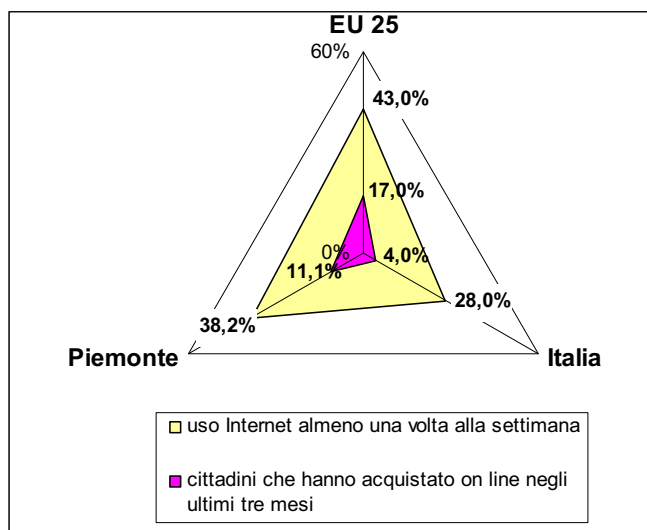 EU 25
60%
43,0%
17,0%
0%
4,0%
11,1%
28,0%
38,2%
Piemonte
Italia
uso Internet almeno una volta alla settimana
cittadini che hanno acquistato on line negli
ultimi tre mesi